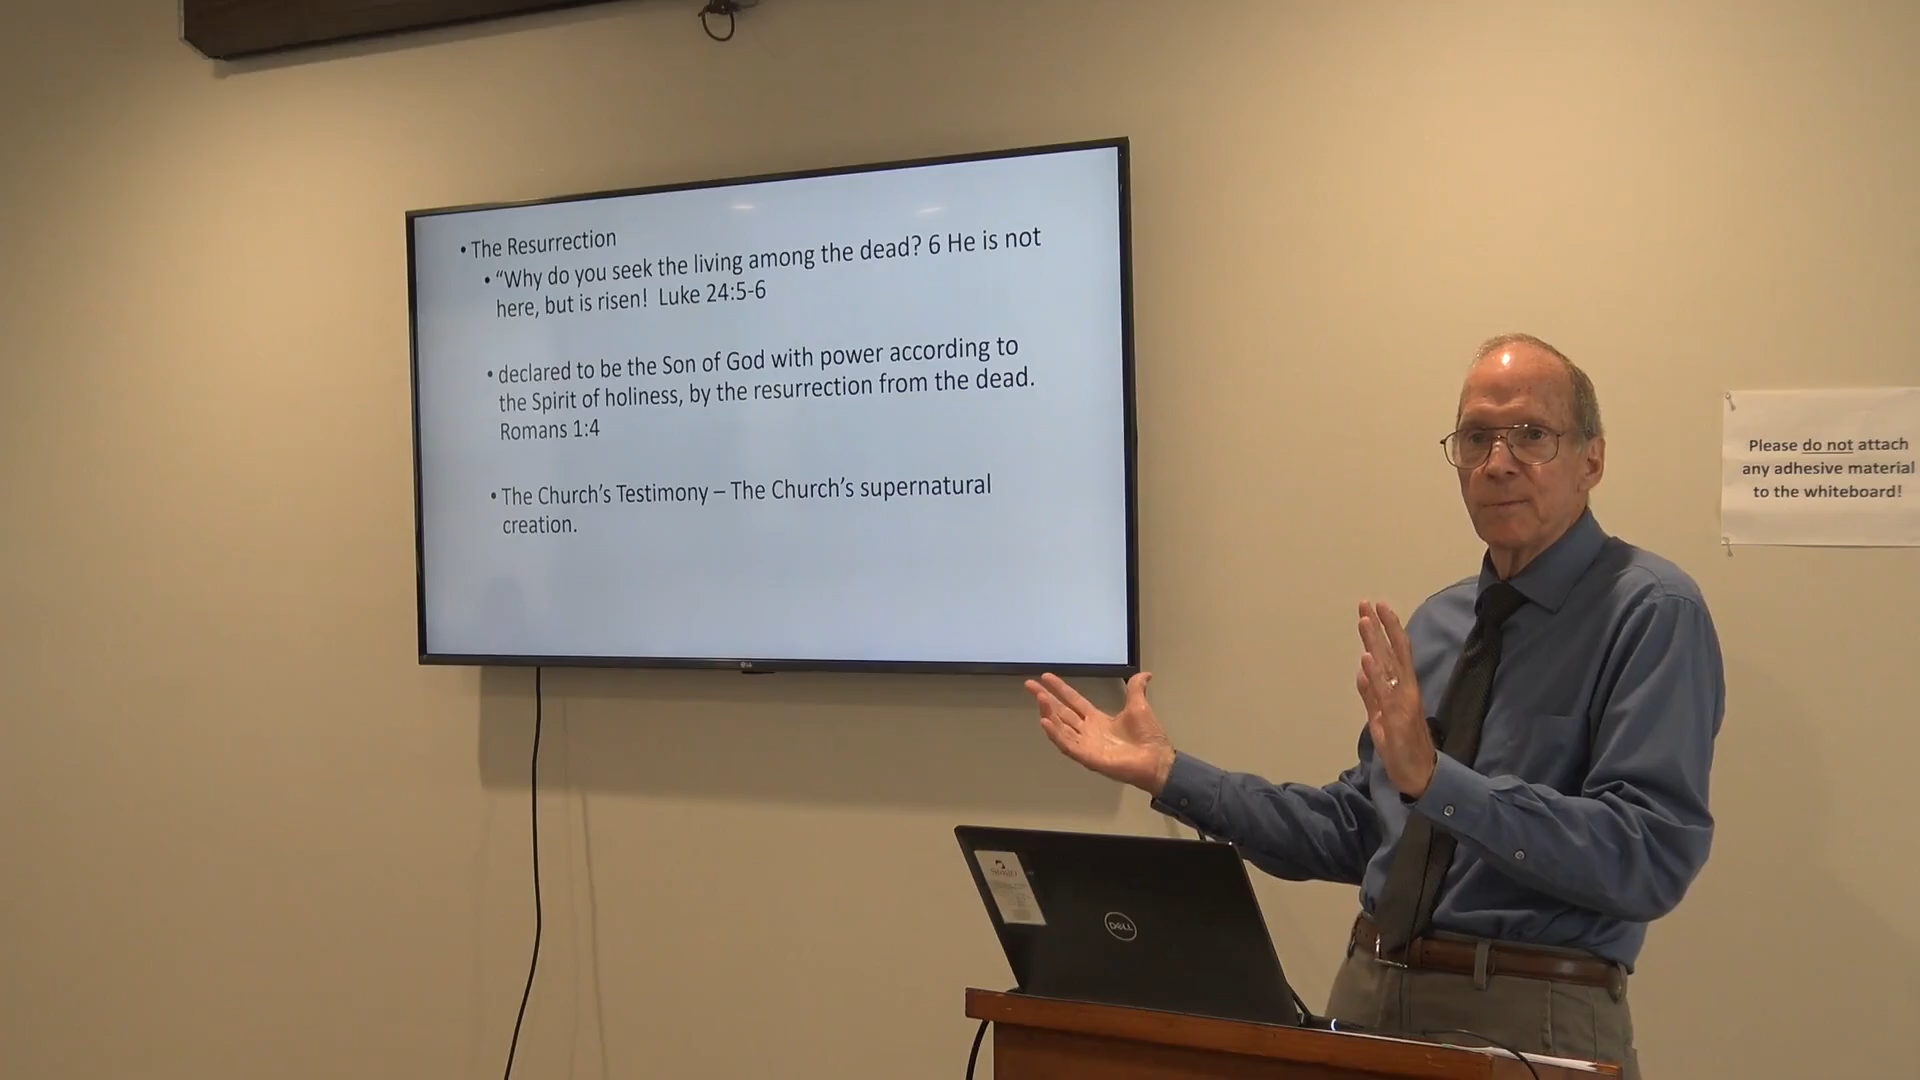 • The Resurrection
• “Why do you seek the living among the dead? 6 He is not
here, but is risen!  Luke 24:5-6
• declared to be the Son of God with power according to
the Spirit of holiness, by the resurrection from the dead.
Romans 1:4
• The Church’s Testimony – The Church’s supernatural
creation.
LG
Please do not attach
any adhesive material
to the whiteboard!
DELL